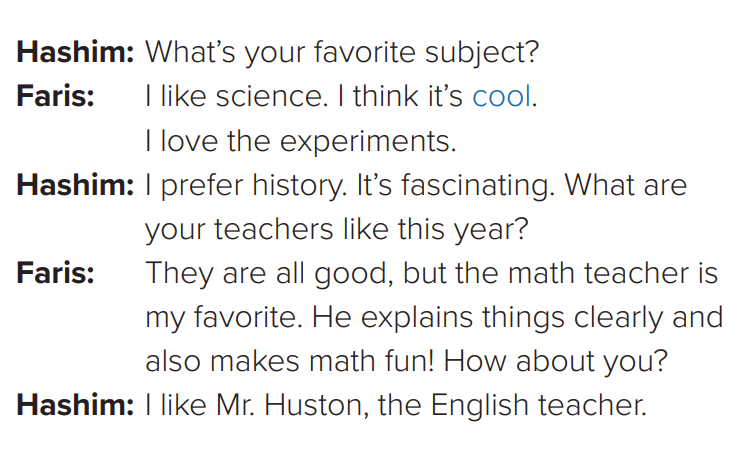 Hashim: What’s your favorite subject?
Faris: I like science. I think it’s cool.
I love the experiments.
Hashim: I prefer history. It’s fascinating. What are
your teachers like this year?
Faris: They are all good, but the math teacher is
my favorite. He explains things clearly and
also makes math fun! How about you?
Hashim: I like Mr. Huston, the English teacher.